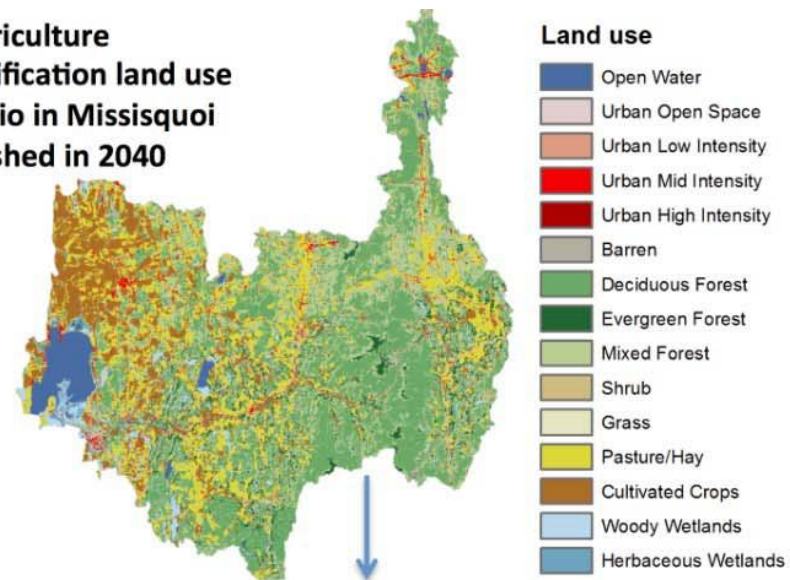 riculture
ification land use
io in Missisquoi
shed in 2040
Land use
Open Water
Urban Open Space
Urban Low Intensity
Urban Mid Intensity
Urban High Intensity
Barren
Deciduous Forest
Evergreen Forest
Mixed Forest
Shrub
Grass
Pasture/Hay
Cultivated Crops
Woody Wetlands
Herbaceous Wetlands